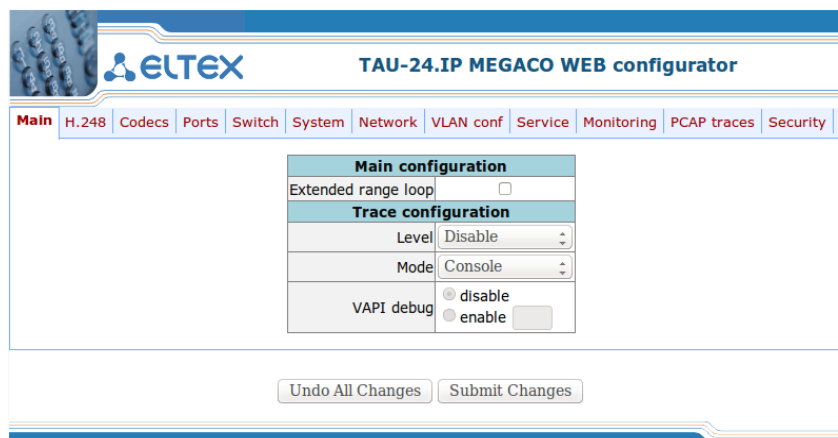 ELTEX TAU-24.IP MEGACO WEB configurator
Main H.248 Codecs Ports Switch System Network VLAN conf Service Monitoring PCAP traces Security
Main configuration
Extended range loop
Trace configuration
Level Disable
Mode Console
VAPI debug disable
enable
Undo All Changes Submit Changes